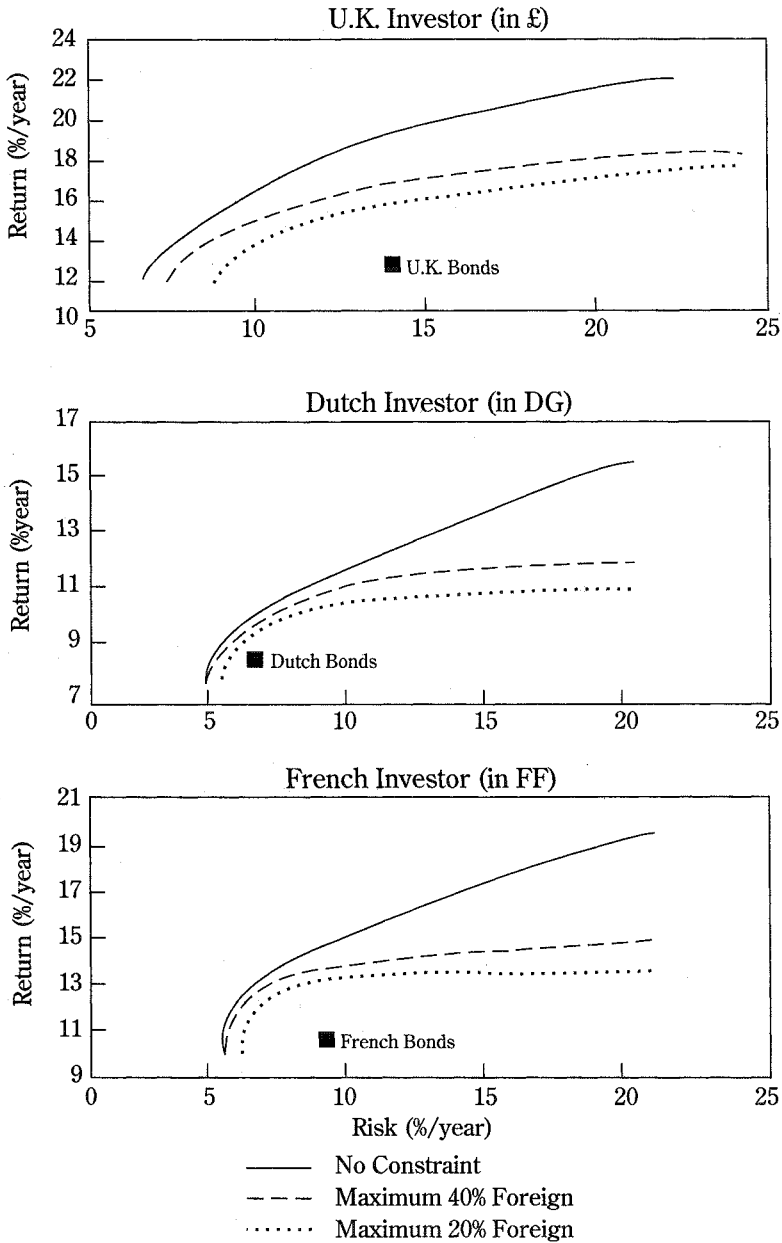 U.K. Investor (in £)
Return (%/year)
24
22
20
18
16
14
12
10
5
10
15
20
25
U.K. Bonds
Dutch Investor (in DG)
Return (%year)
17
15
13
11
9
7
0
5
10
15
20
25
Dutch Bonds
French Investor (in FF)
Return (%/year)
21
19
17
15
13
11
9
0
5
10
15
20
25
French Bonds
Risk (%/year)
No Constraint
Maximum 40% Foreign
Maximum 20% Foreign